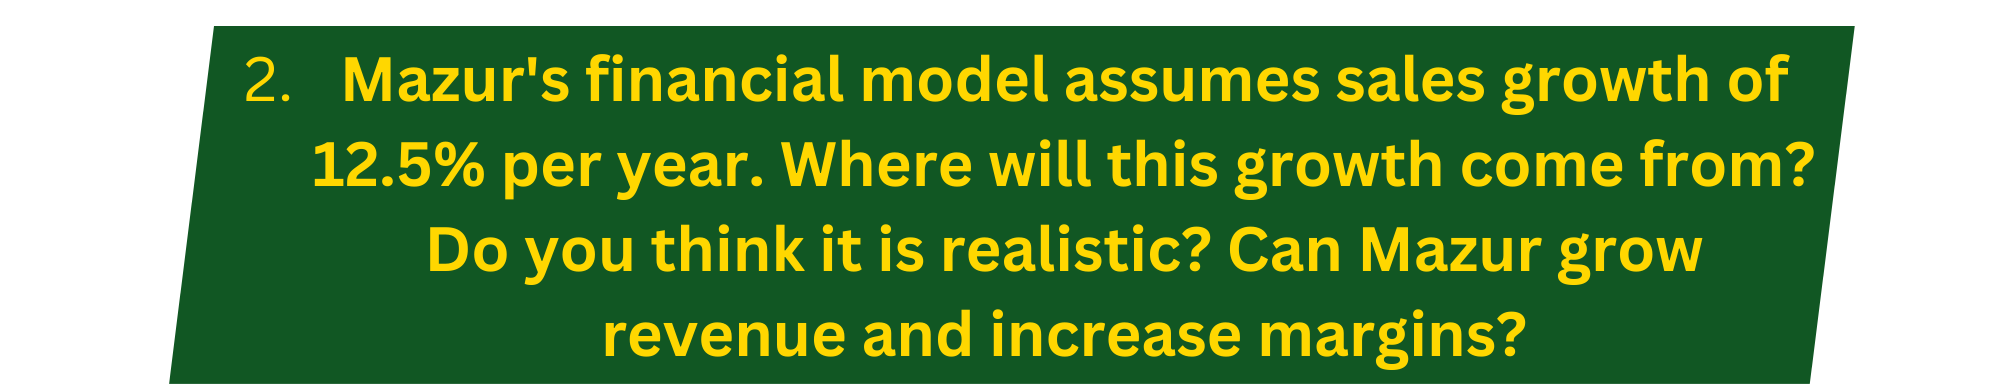 2. Mazur's financial model assumes sales growth of
12.5% per year. Where will this growth come from?
Do you think it is realistic? Can Mazur grow
revenue and increase margins?